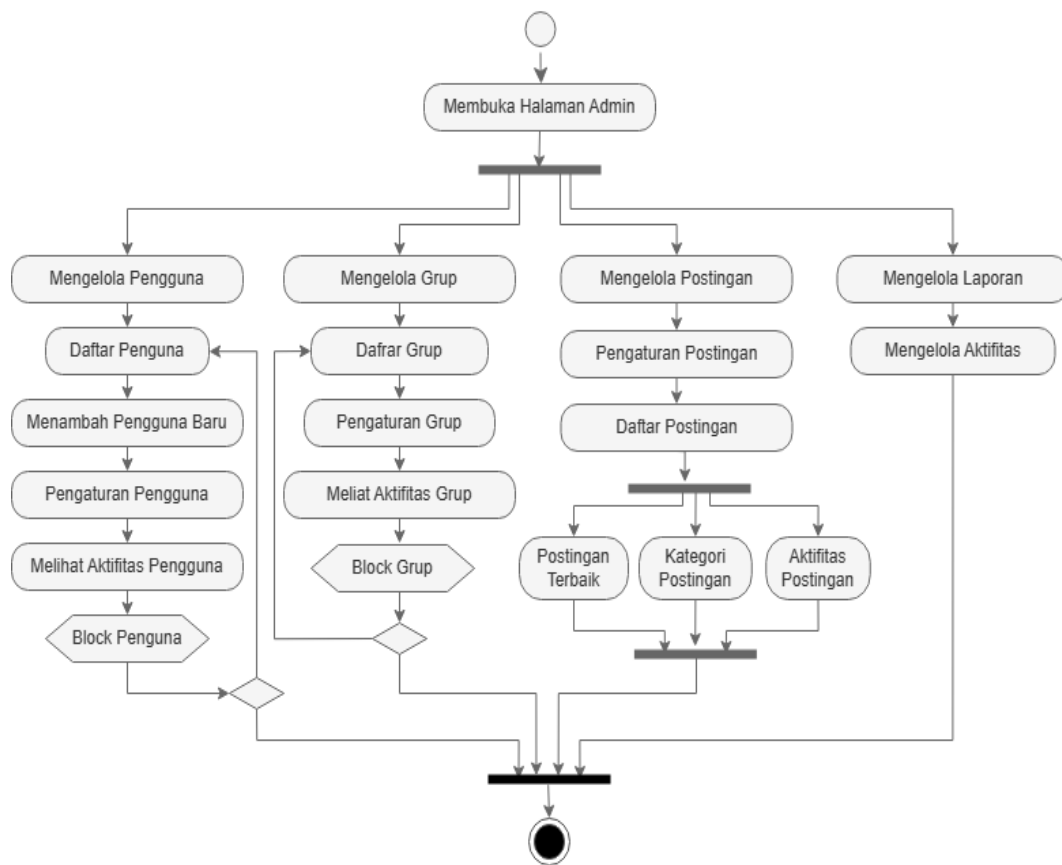 Membuka Halaman Admin
Mengelola Pengguna
Daftar Penguna
Menambah Pengguna Baru
Pengaturan Pengguna
Melihat Aktifitas Pengguna
Block Penguna
Mengelola Grup
Dafrar Grup
Pengaturan Grup
Meliat Aktifitas Grup
Block Grup
Mengelola Postingan
Pengaturan Postingan
Daftar Postingan
Postingan
Terbaik
Kategori
Postingan
Aktifitas
Postingan
Mengelola Laporan
Mengelola Aktifitas